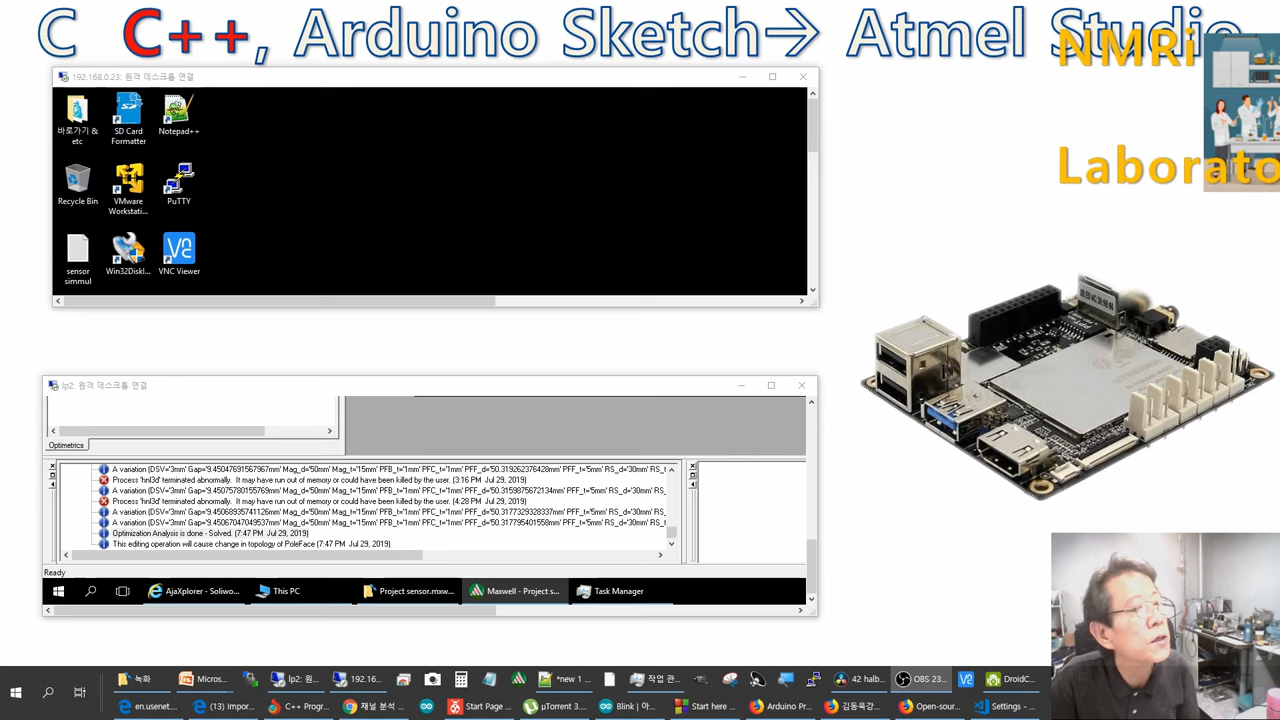 C C++, Arduino Sketch→ Atmel Studio
NMRi
Laborato
192.168.0.23: 원격 데스크톱 연결
바로가기 & etc
SD Card Formatter
Notepad++
Recycle Bin
VMware Workstati...
PuTTY
sensor simmul
Win32DiskI...
VNC Viewer
lp2: 원격 데스크톱 연결
Optimetrics
A variation (DSV='3mm' Gap='9.45047691567967mm' Mag_d='50mm' Mag_t='15mm' PFB_t='1mm' PFC_t='1mm' PFF_d='50.319262376428mm' PFF_t='5mm' RS_d='30mm' RS_t
Process 'hnl3d' terminated abnormally. It may have run out of memory or could have been killed by the user. (3:16 PM Jul 29, 2019)
A variation (DSV='3mm' Gap='9.45075780155769mm' Mag_d='50mm' Mag_t='15mm' PFB_t='1mm' PFC_t='1mm' PFF_d='50.3159875672134mm' PFF_t='5mm' RS_d='30mm' RS_
Process 'hnl3d' terminated abnormally. It may have run out of memory or could have been killed by the user. (4:28 PM Jul 29, 2019)
A variation (DSV='3mm' Gap='9.45068935741126mm' Mag_d='50mm' Mag_t='15mm' PFB_t='1mm' PFC_t='1mm' PFF_d='50.3177329328337mm' PFF_t='5mm' RS_d='30mm' RS_
A variation (DSV='3mm' Gap='9.45067047049537mm' Mag_d='50mm' Mag_t='15mm' PFB_t='1mm' PFC_t='1mm' PFF_d='50.317795401558mm' PFF_t='5mm' RS_d='30mm' RS_t
Optimization Analysis is done - Solved. (7:47 PM Jul 29, 2019)
This editing operation will cause change in topology of PoleFace (7:47 PM Jul 29, 2019)
Ready
AjaXplorer - Soliwo...
This PC
Project sensor.mxw...
Maxwell - Project s...
Task Manager
녹화
Micros...
lp2: 원...
192.16...
*new 1 ...
작업 관...
42 halb...
OBS 23...
DroidC...
en.usenet...
(13) Impor...
C++ Progr...
채널 분석 ...
Start Page ...
µTorrent 3....
Blink | 아...
Start here ...
Arduino Pr...
김동욱강...
Open-sour...
Settings - ...